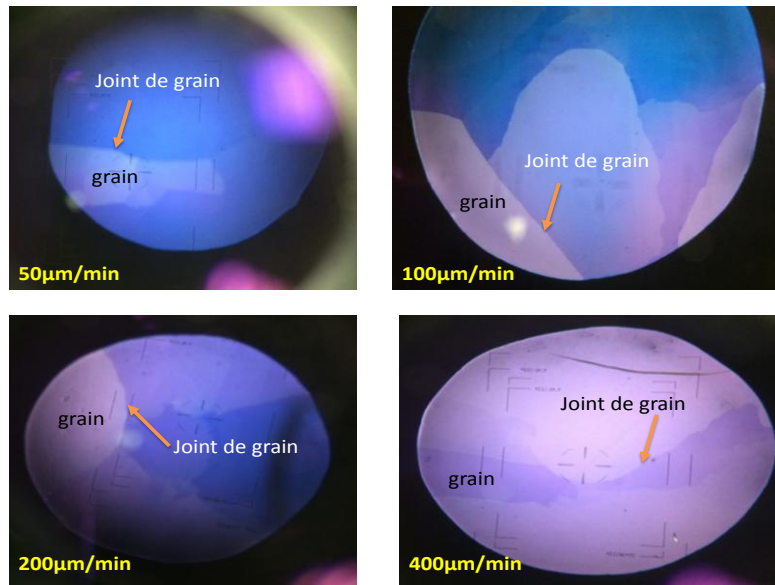 Joint de grain
grain
50µm/min
Joint de grain
grain
100µm/min
grain
Joint de grain
200µm/min
Joint de grain
grain
400µm/min